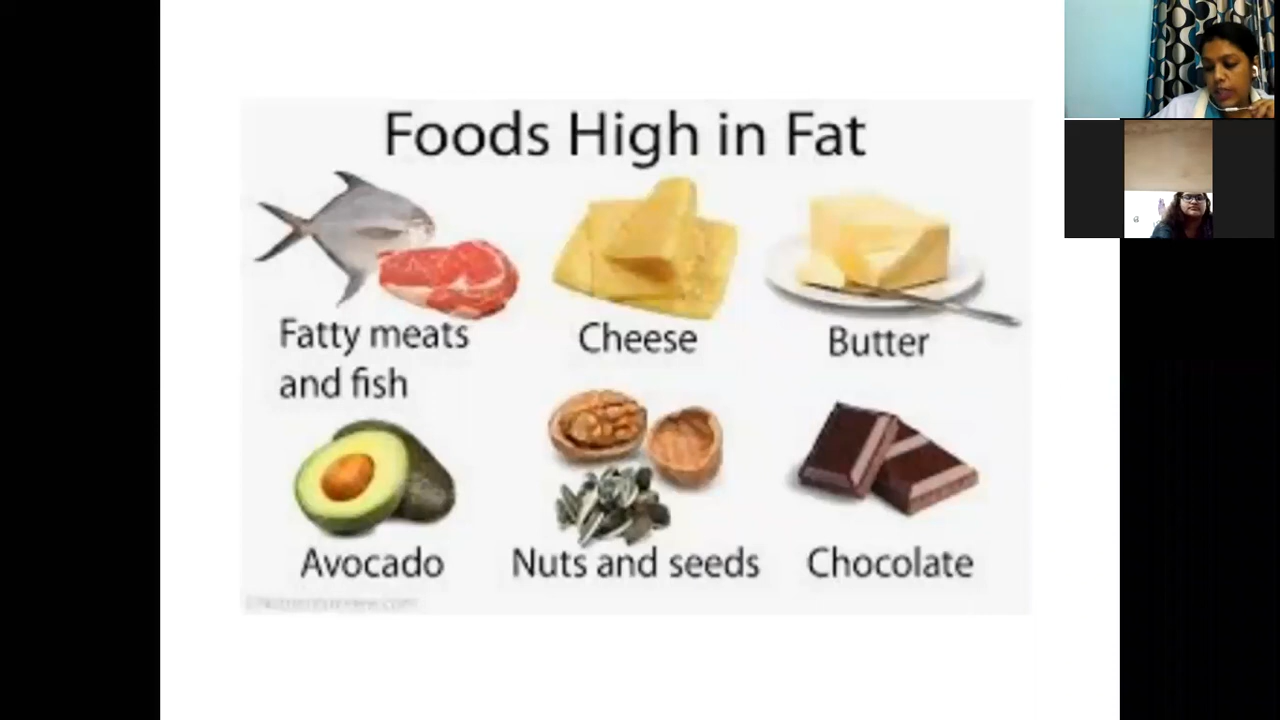 Foods High in Fat
Fatty meats
and fish
Cheese
Butter
Avocado
Nuts and seeds
Chocolate